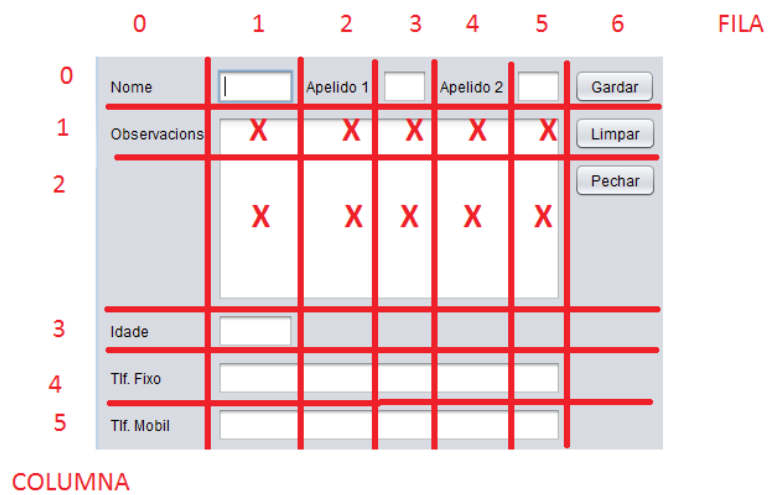 0 1 2 3 4 5 6 FILA
0 Nome Apelido 1 Apelido 2 Gardar
1 Observacions X X X X X Limpar
2 Pechar
X X X X X
3 Idade
4 Tlf. Fixo
5 Tlf. Mobil
COLUMNA